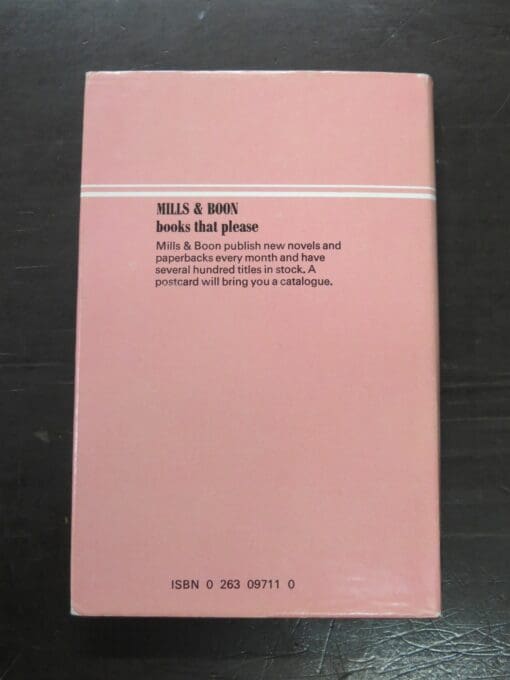 MILLS & BOON
books that please
Mills & Boon publish new novels and
paperbacks every month and have
several hundred titles in stock. A
postcard will bring you a catalogue.
ISBN 0 263 09711 0